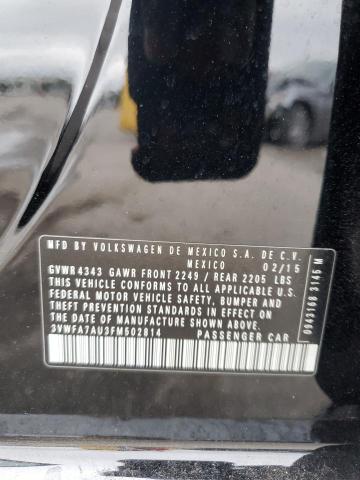 MFD BY VOLKSWAGEN DE MEXICO S.A. DE C.V.
MEXICO 02/15
GVWR 4343 GAWR FRONT 2249 / REAR 2205 LBS
THIS VEHICLE CONFORMS TO ALL APPLICABLE U.S.
FEDERAL MOTOR VEHICLE SAFETY, BUMPER AND
THEFT PREVENTION STANDARDS IN EFFECT ON THE
DATE OF MANUFACTURE SHOWN ABOVE.
3VWFA7AU3FM502814 PASSENGER CAR
0943168 3145 M